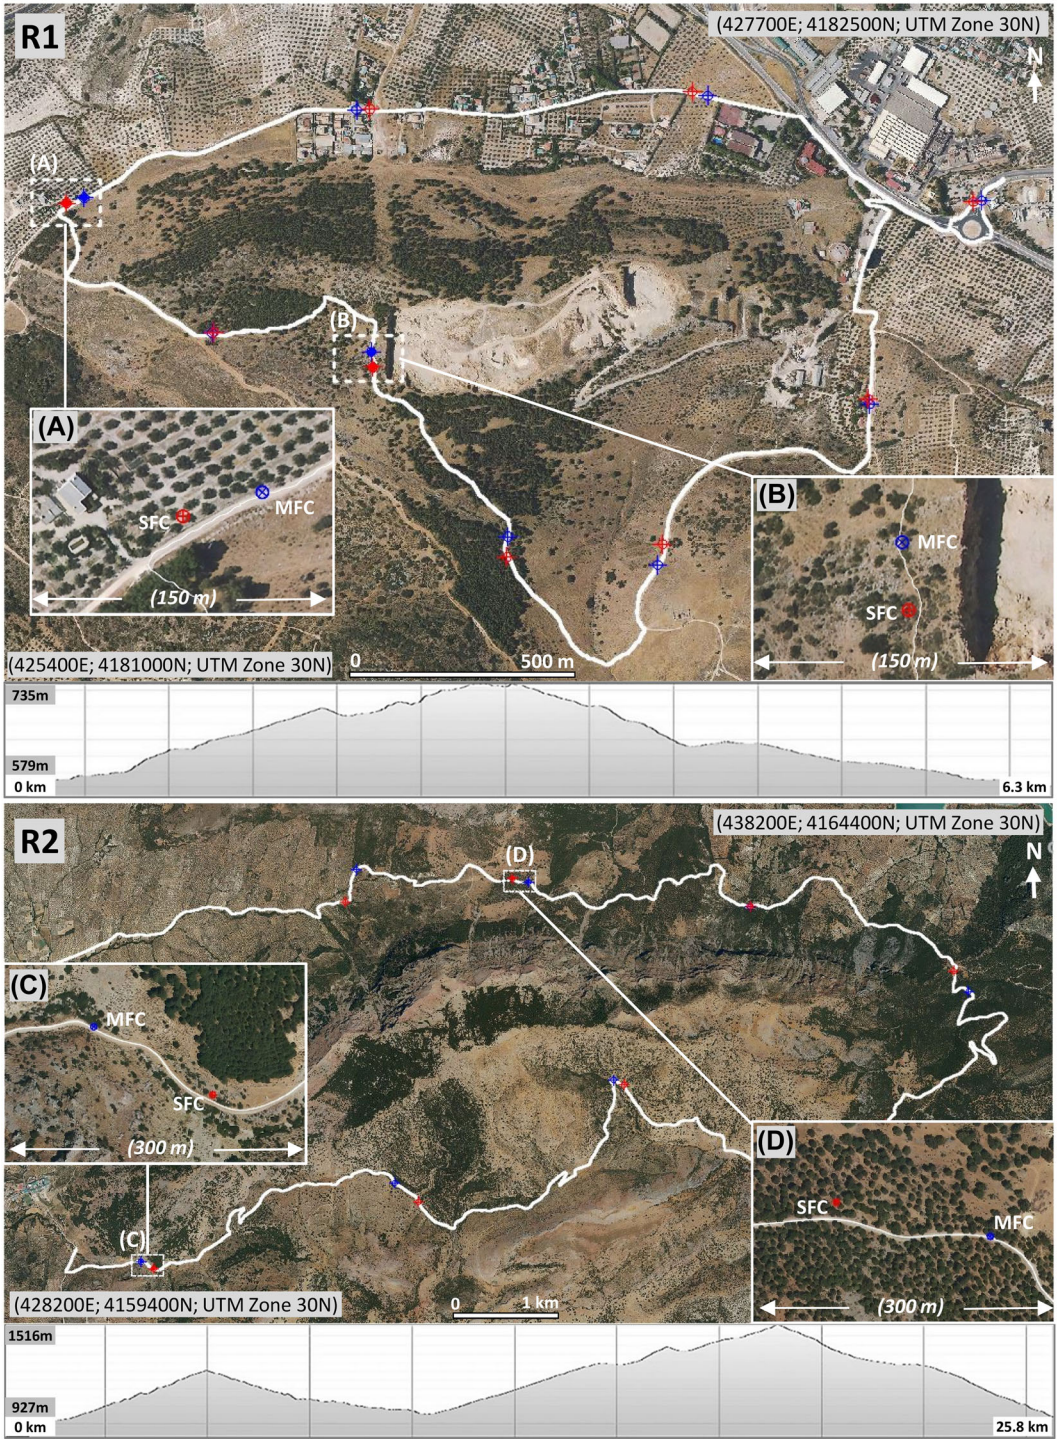 R1
(427700E; 4182500N; UTM Zone 30N)
N
(A)
(B)
(A)
SFC
MFC
(150 m)
(B)
MFC
SFC
(150 m)
(425400E; 4181000N; UTM Zone 30N)
0 500 m
735m
579m
0 km
6.3 km
R2
(438200E; 4164400N; UTM Zone 30N)
N
(D)
(C)
MFC
SFC
(300 m)
(D)
SFC
MFC
(300 m)
(C)
(428200E; 4159400N; UTM Zone 30N)
0 1 km
1516m
927m
0 km
25.8 km